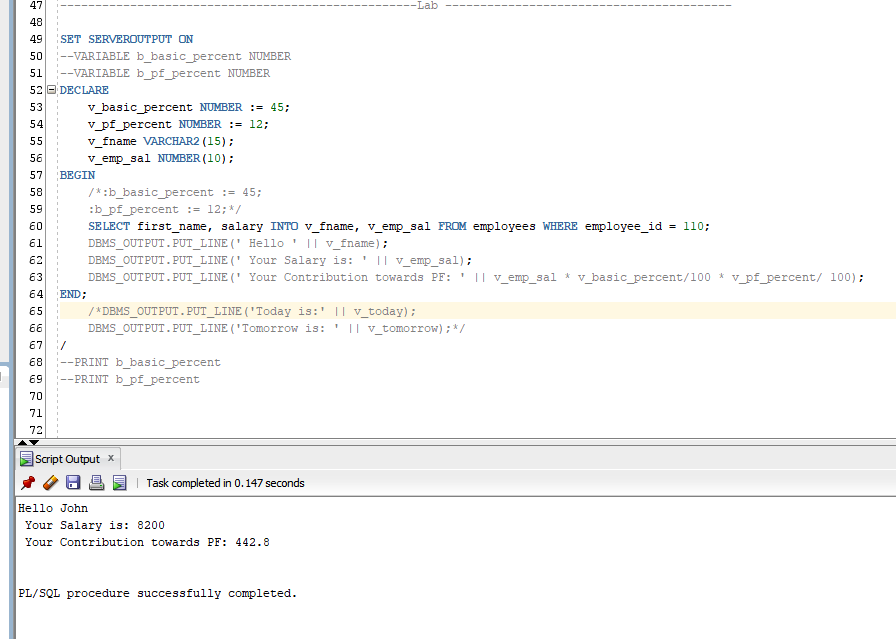 47 ---------------------------------------------------Lab -----------------------------------------
48
49 SET SERVEROUTPUT ON
50 --VARIABLE b_basic_percent NUMBER
51 --VARIABLE b_pf_percent NUMBER
52 DECLARE
53     v_basic_percent NUMBER := 45;
54     v_pf_percent NUMBER := 12;
55     v_fname VARCHAR2(15);
56     v_emp_sal NUMBER(10);
57 BEGIN
58     /*:b_basic_percent := 45;
59     :b_pf_percent := 12;*/
60     SELECT first_name, salary INTO v_fname, v_emp_sal FROM employees WHERE employee_id = 110;
61     DBMS_OUTPUT.PUT_LINE(' Hello ' || v_fname);
62     DBMS_OUTPUT.PUT_LINE(' Your Salary is: ' || v_emp_sal);
63     DBMS_OUTPUT.PUT_LINE(' Your Contribution towards PF: ' || v_emp_sal * v_basic_percent/100 * v_pf_percent/ 100);
64 END;
65     /*DBMS_OUTPUT.PUT_LINE('Today is:' || v_today);
66     DBMS_OUTPUT.PUT_LINE('Tomorrow is: ' || v_tomorrow);*/
67 /
68 --PRINT b_basic_percent
69 --PRINT b_pf_percent
70
71
72
Script Output x
Task completed in 0.147 seconds
Hello John
 Your Salary is: 8200
 Your Contribution towards PF: 442.8
PL/SQL procedure successfully completed.